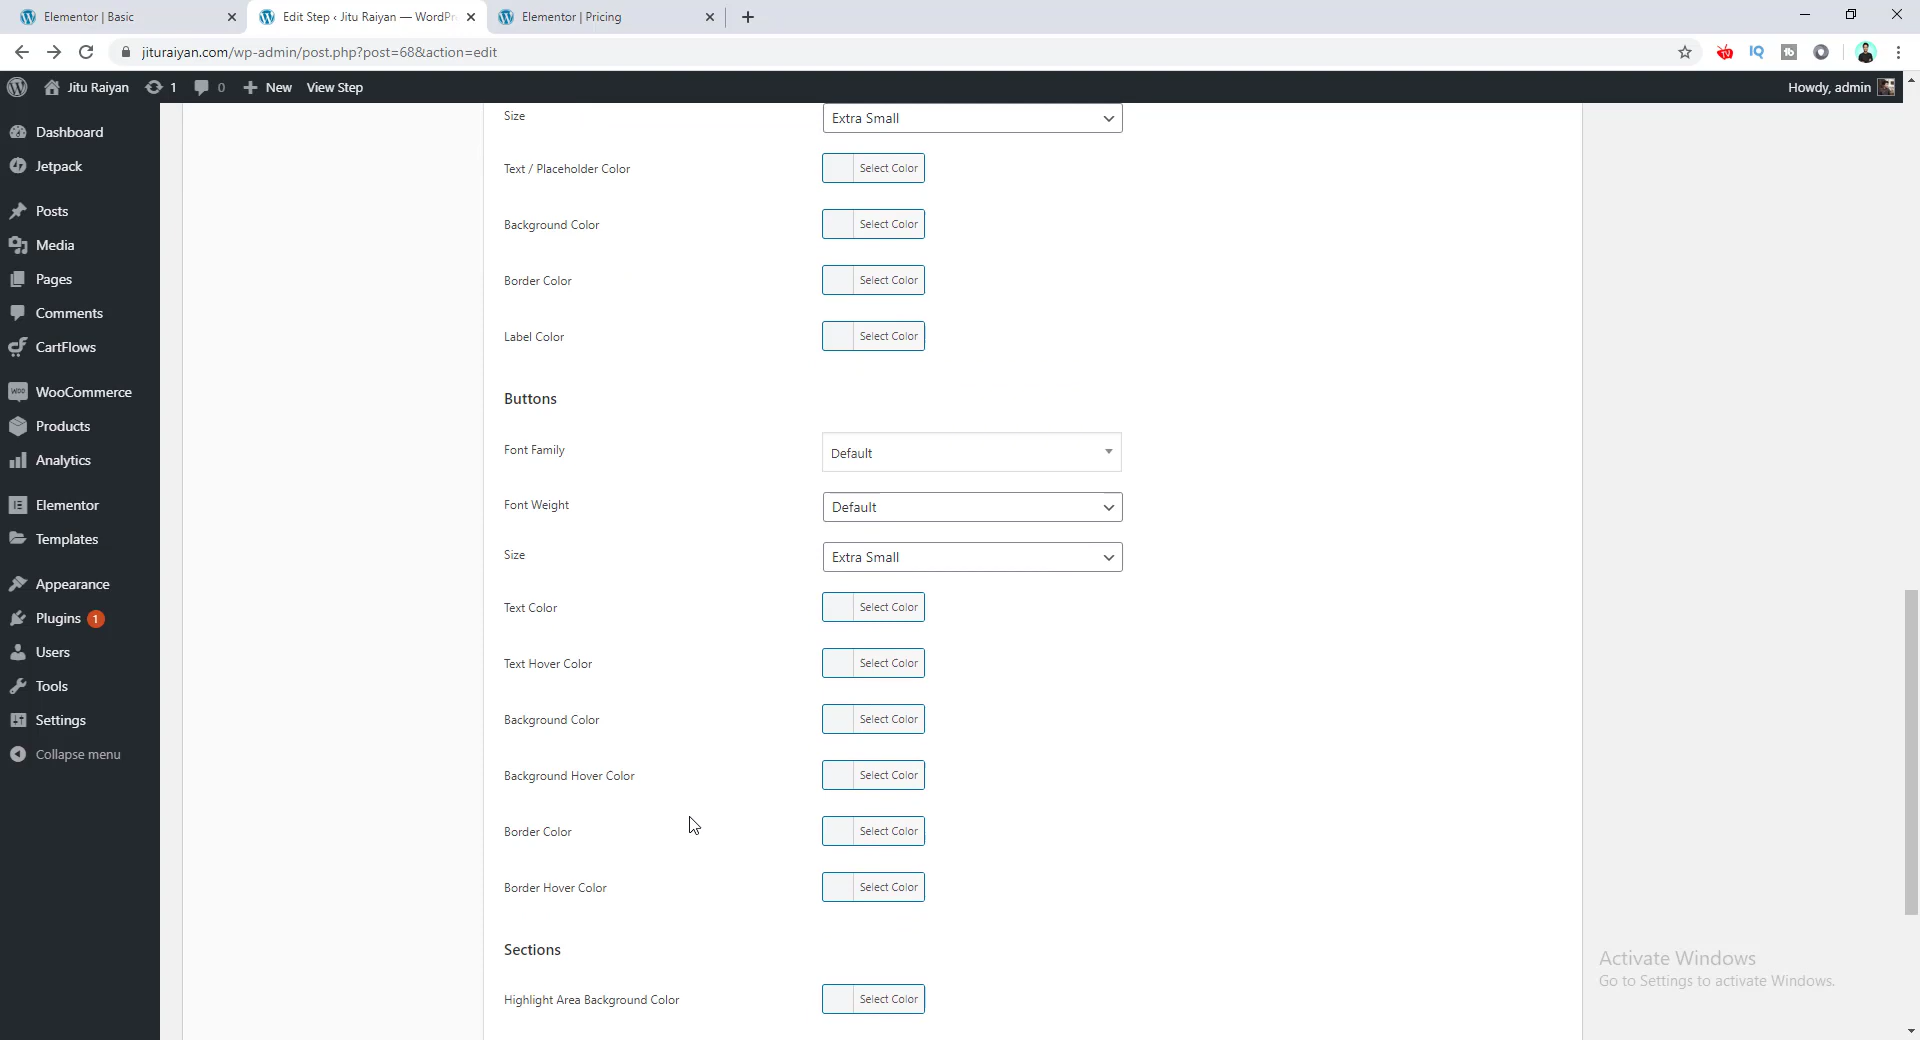 Elementor | Basic
Edit Step ‹ Jitu Raiyan — WordPr
Elementor | Pricing
jituraiyan.com/wp-admin/post.php?post=68&action=edit
Jitu Raiyan
1
0
New
View Step
Howdy, admin
Dashboard
Jetpack
Posts
Media
Pages
Comments
CartFlows
WooCommerce
Products
Analytics
Elementor
Templates
Appearance
Plugins 1
Users
Tools
Settings
Collapse menu
Size
Extra Small
Text / Placeholder Color
Select Color
Background Color
Select Color
Border Color
Select Color
Label Color
Select Color
Buttons
Font Family
Default
Font Weight
Default
Size
Extra Small
Text Color
Select Color
Text Hover Color
Select Color
Background Color
Select Color
Background Hover Color
Select Color
Border Color
Select Color
Border Hover Color
Select Color
Sections
Highlight Area Background Color
Select Color
Activate Windows
Go to Settings to activate Windows.